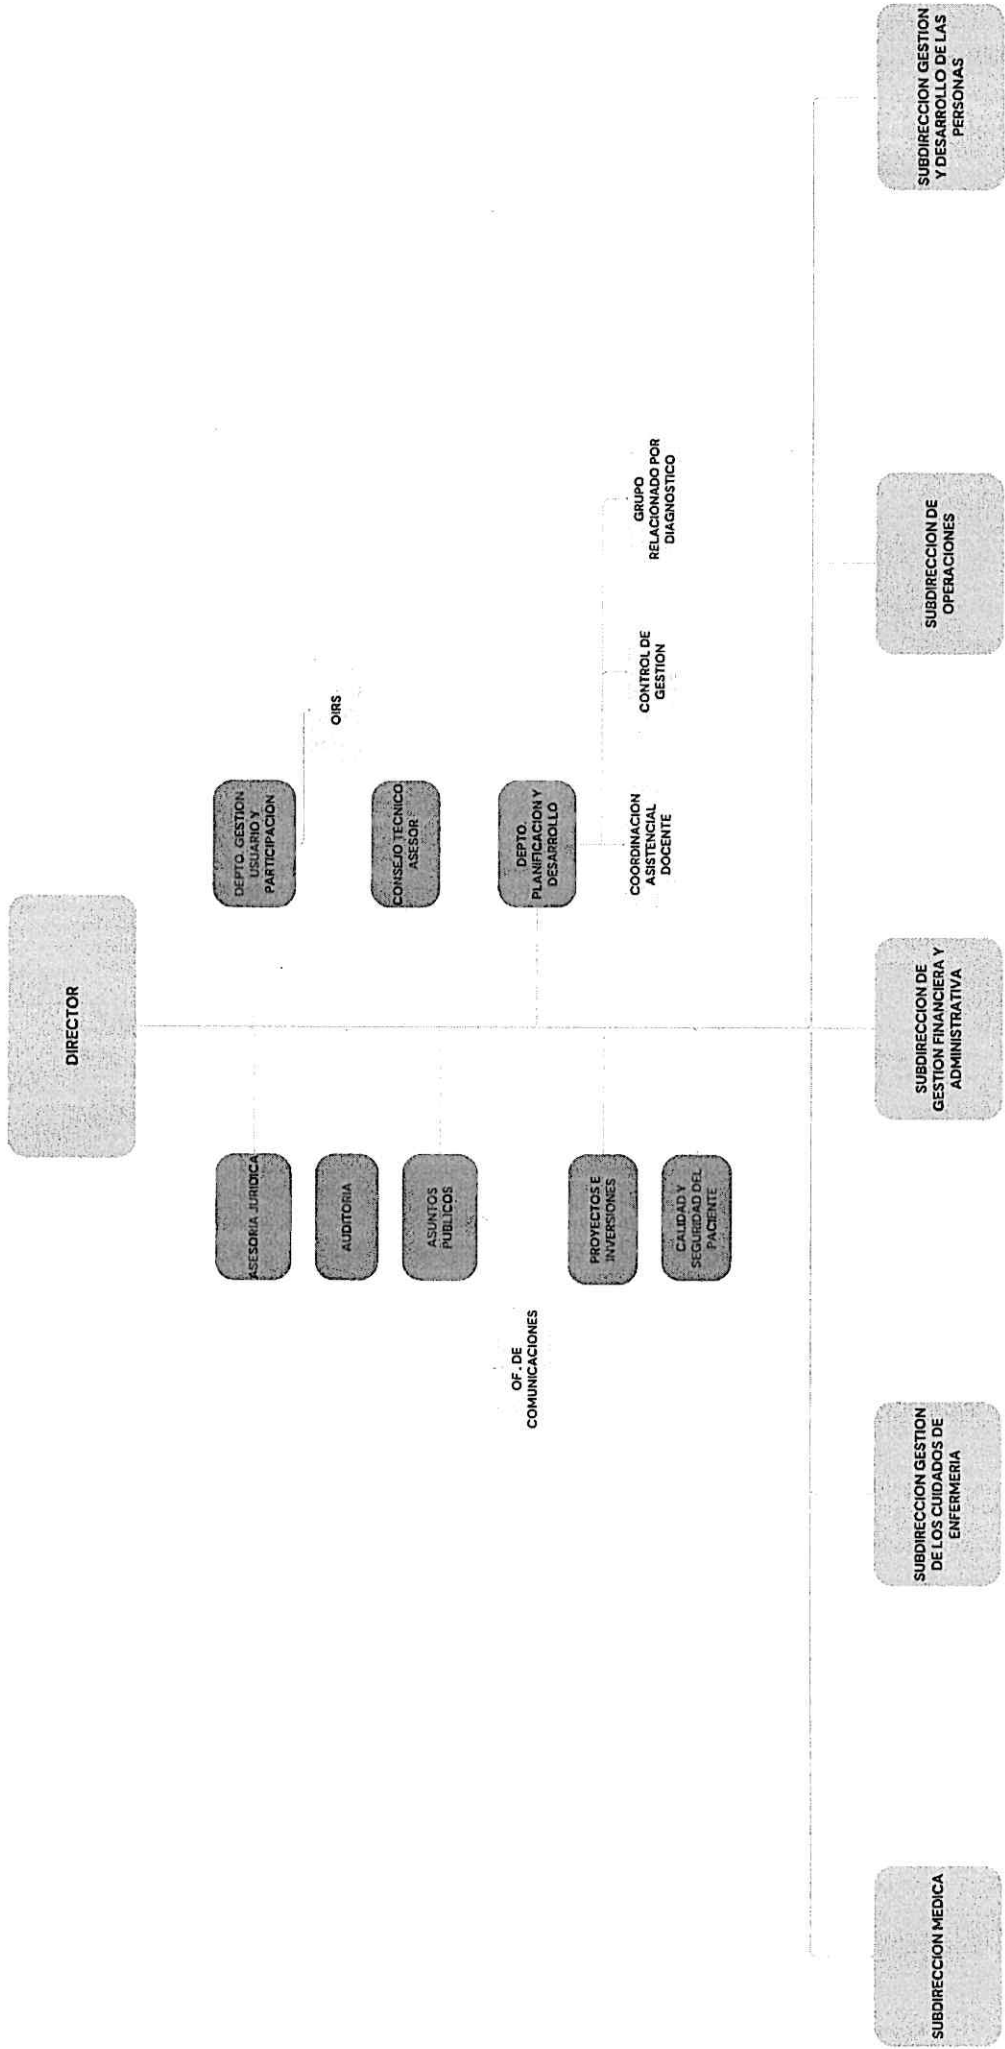 DIRECTOR
ASESORIA JURIDICA
AUDITORIA
ASUNTOS
PUBLICOS
OF. DE
COMUNICACIONES
PROYECTOS E
INVERSIONES
CALIDAD Y
SEGURIDAD DEL
PACIENTE
DEPTO. GESTION
USUARIO Y
PARTICIPACION
OIRS
CONSEJO TECNICO
ASESOR
DEPTO.
PLANIFICACION Y
DESARROLLO
COORDINACION
ASISTENCIAL
DOCENTE
CONTROL DE
GESTION
GRUPO
RELACIONADO POR
DIAGNOSTICO
SUBDIRECCION MEDICA
SUBDIRECCION GESTION
DE LOS CUIDADOS DE
ENFERMERIA
SUBDIRECCION DE
GESTION FINANCIERA Y
ADMINISTRATIVA
SUBDIRECCION DE
OPERACIONES
SUBDIRECCION GESTION
Y DESARROLLO DE LAS
PERSONAS